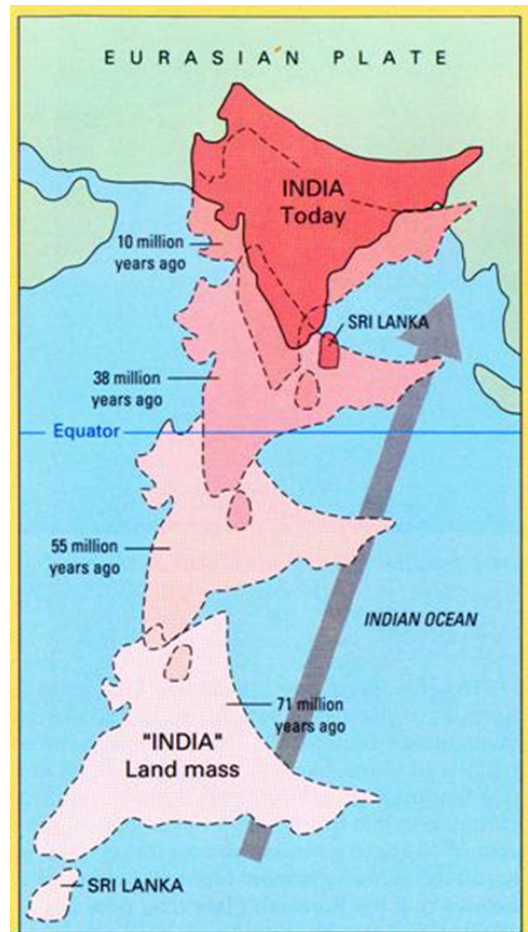 EURASIAN PLATE
INDIA
Today
10 million
years ago
SRI LANKA
38 million
years ago
Equator
55 million
years ago
INDIAN OCEAN
71 million
years ago
"INDIA"
Land mass
SRI LANKA